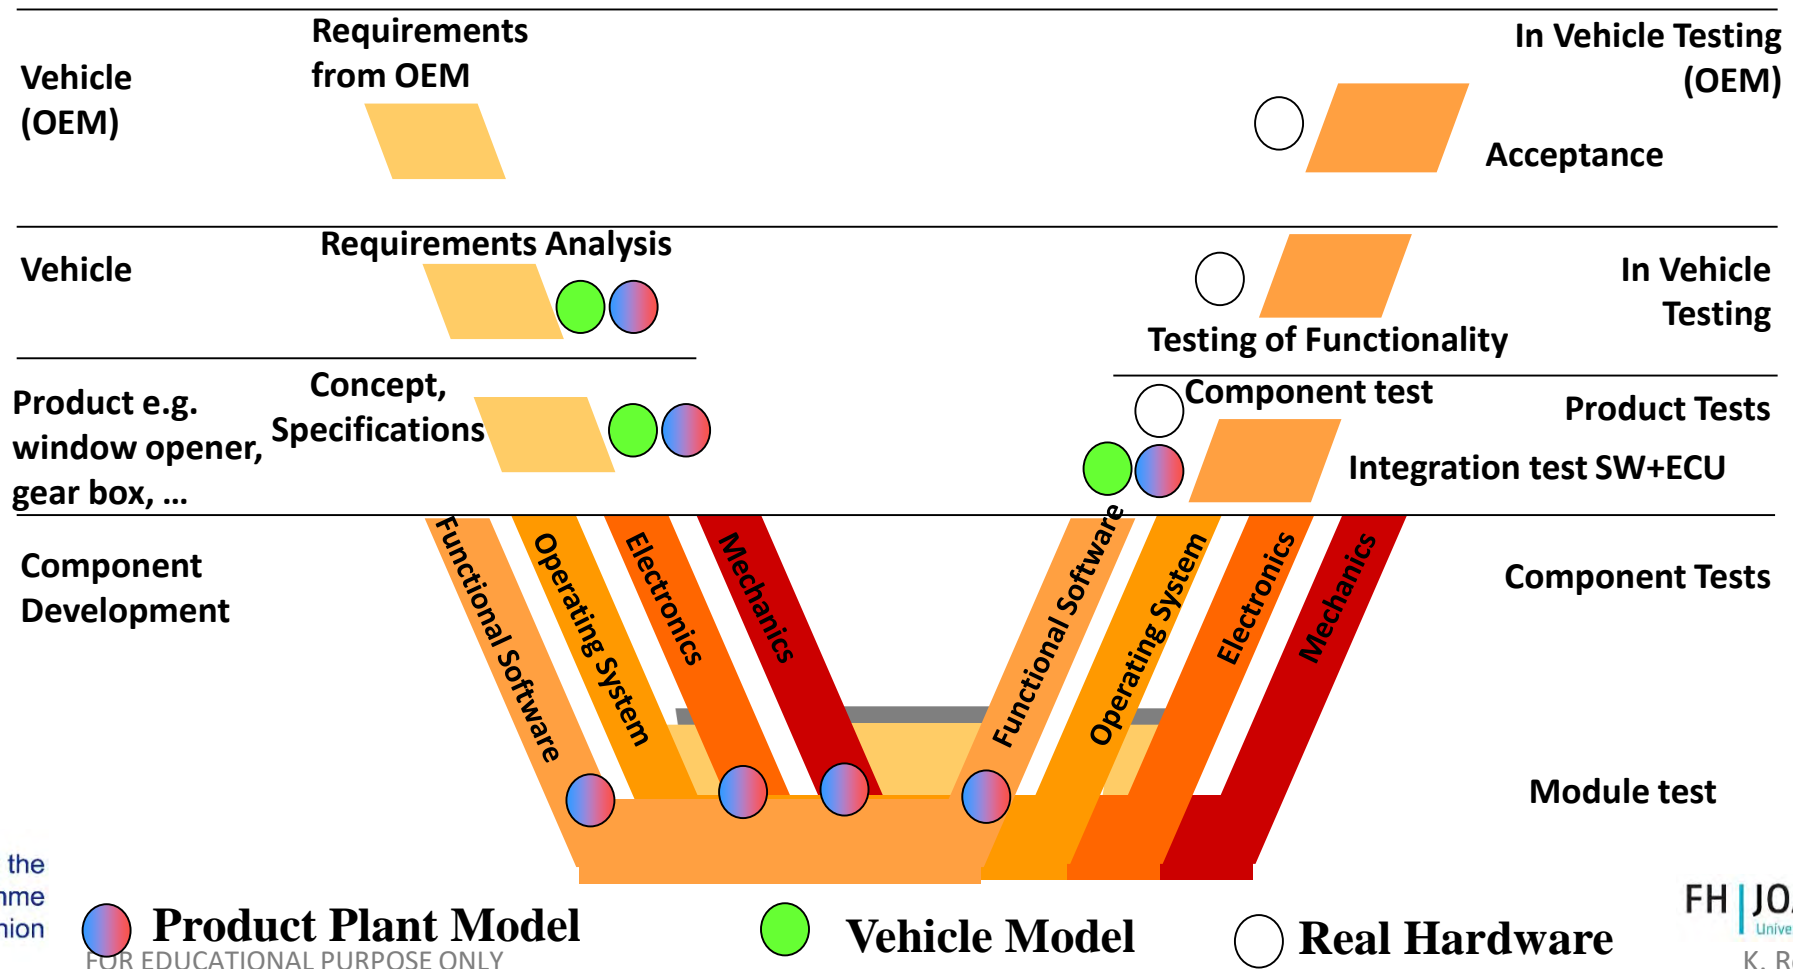 Requirements
from OEM
Vehicle
(OEM)
In Vehicle Testing
(OEM)
Acceptance
Requirements Analysis
Vehicle
In Vehicle
Testing
Testing of Functionality
Concept,
Specifications
Product e.g.
window opener,
gear box, ...
Component test
Product Tests
Integration test SW+ECU
Component
Development
Functional Software
Operating System
Electronics
Mechanics
Functional Software
Operating System
Electronics
Mechanics
Component Tests
Module test
the
nion
Product Plant Model
Vehicle Model
Real Hardware
FOR EDUCATIONAL PURPOSE ONLY
FH
K.